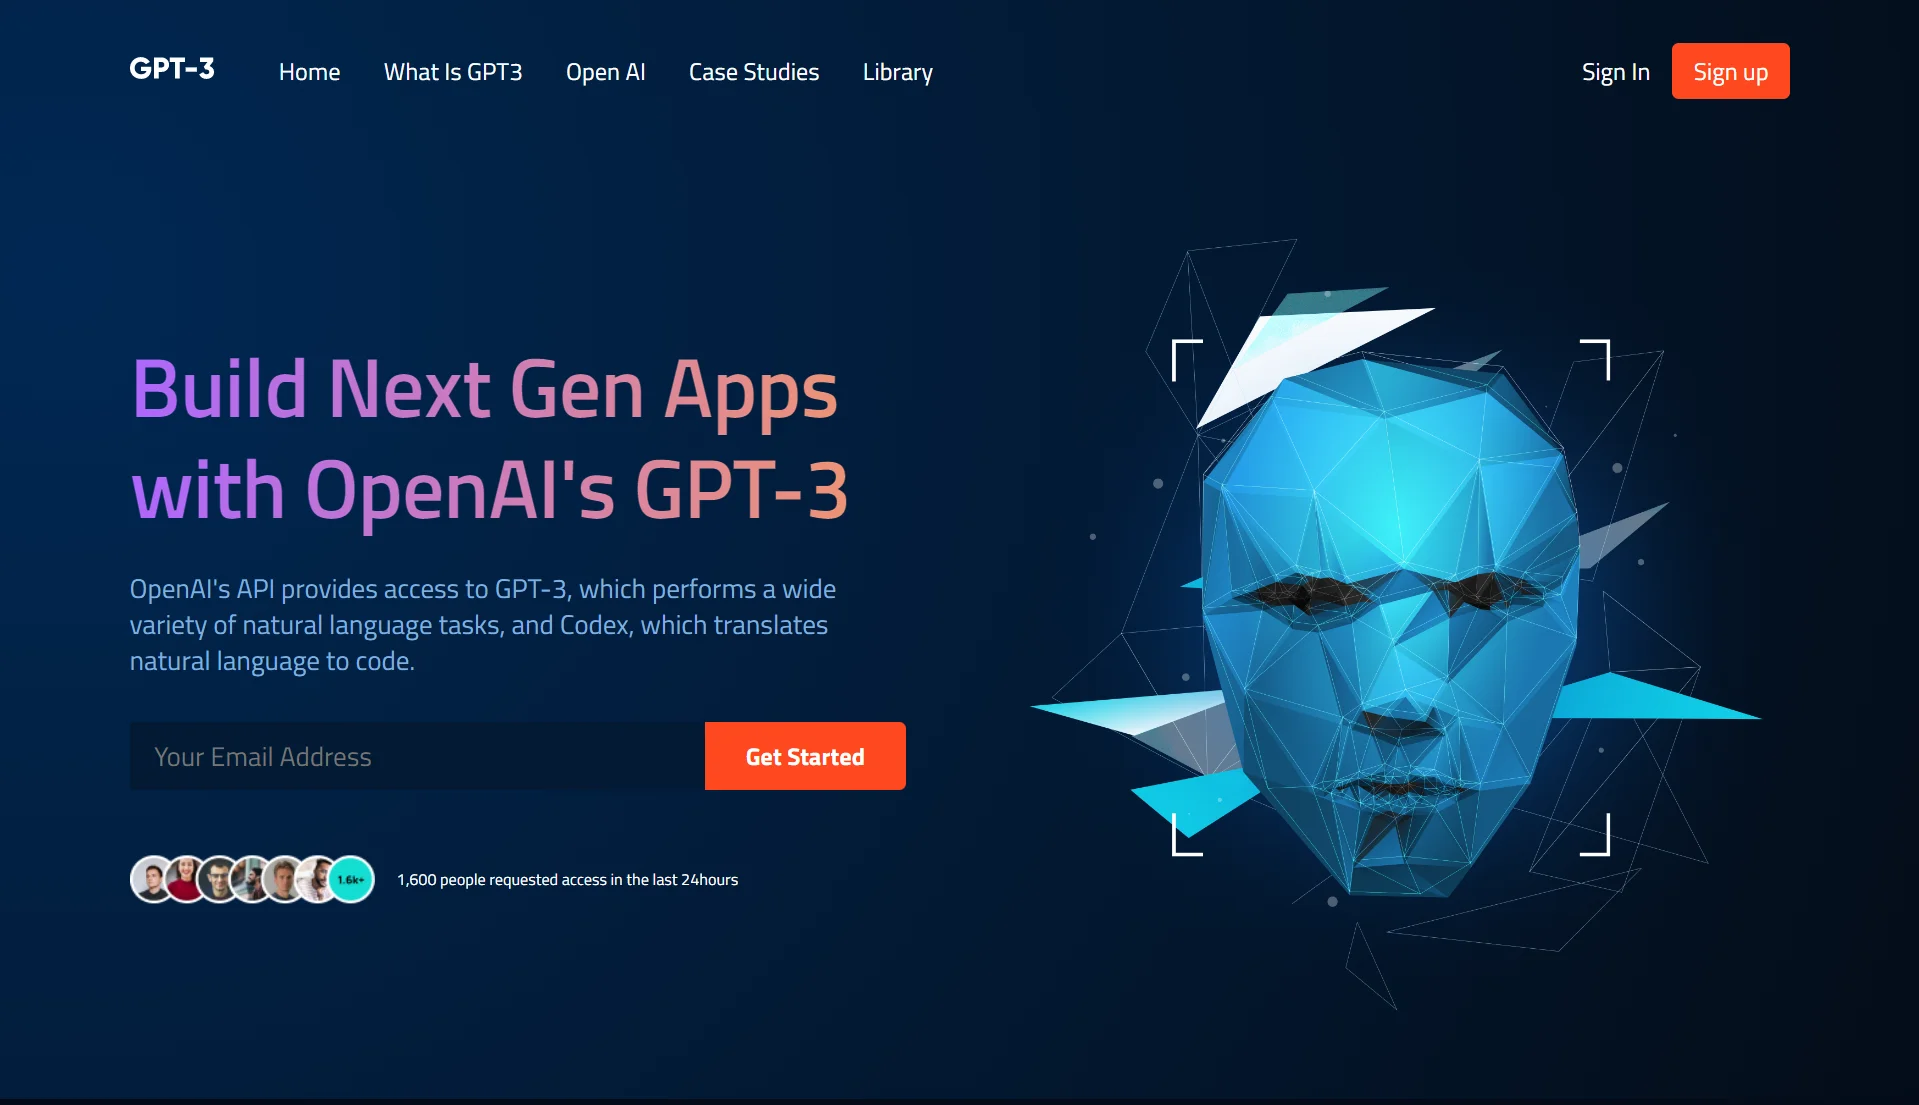 GPT-3
Home
What Is GPT3
Open AI
Case Studies
Library
Sign In
Sign up
Build Next Gen Apps
with OpenAI's GPT-3
OpenAI's API provides access to GPT-3, which performs a wide
variety of natural language tasks, and Codex, which translates
natural language to code.
Your Email Address
Get Started
1.6k+
1,600 people requested access in the last 24hours